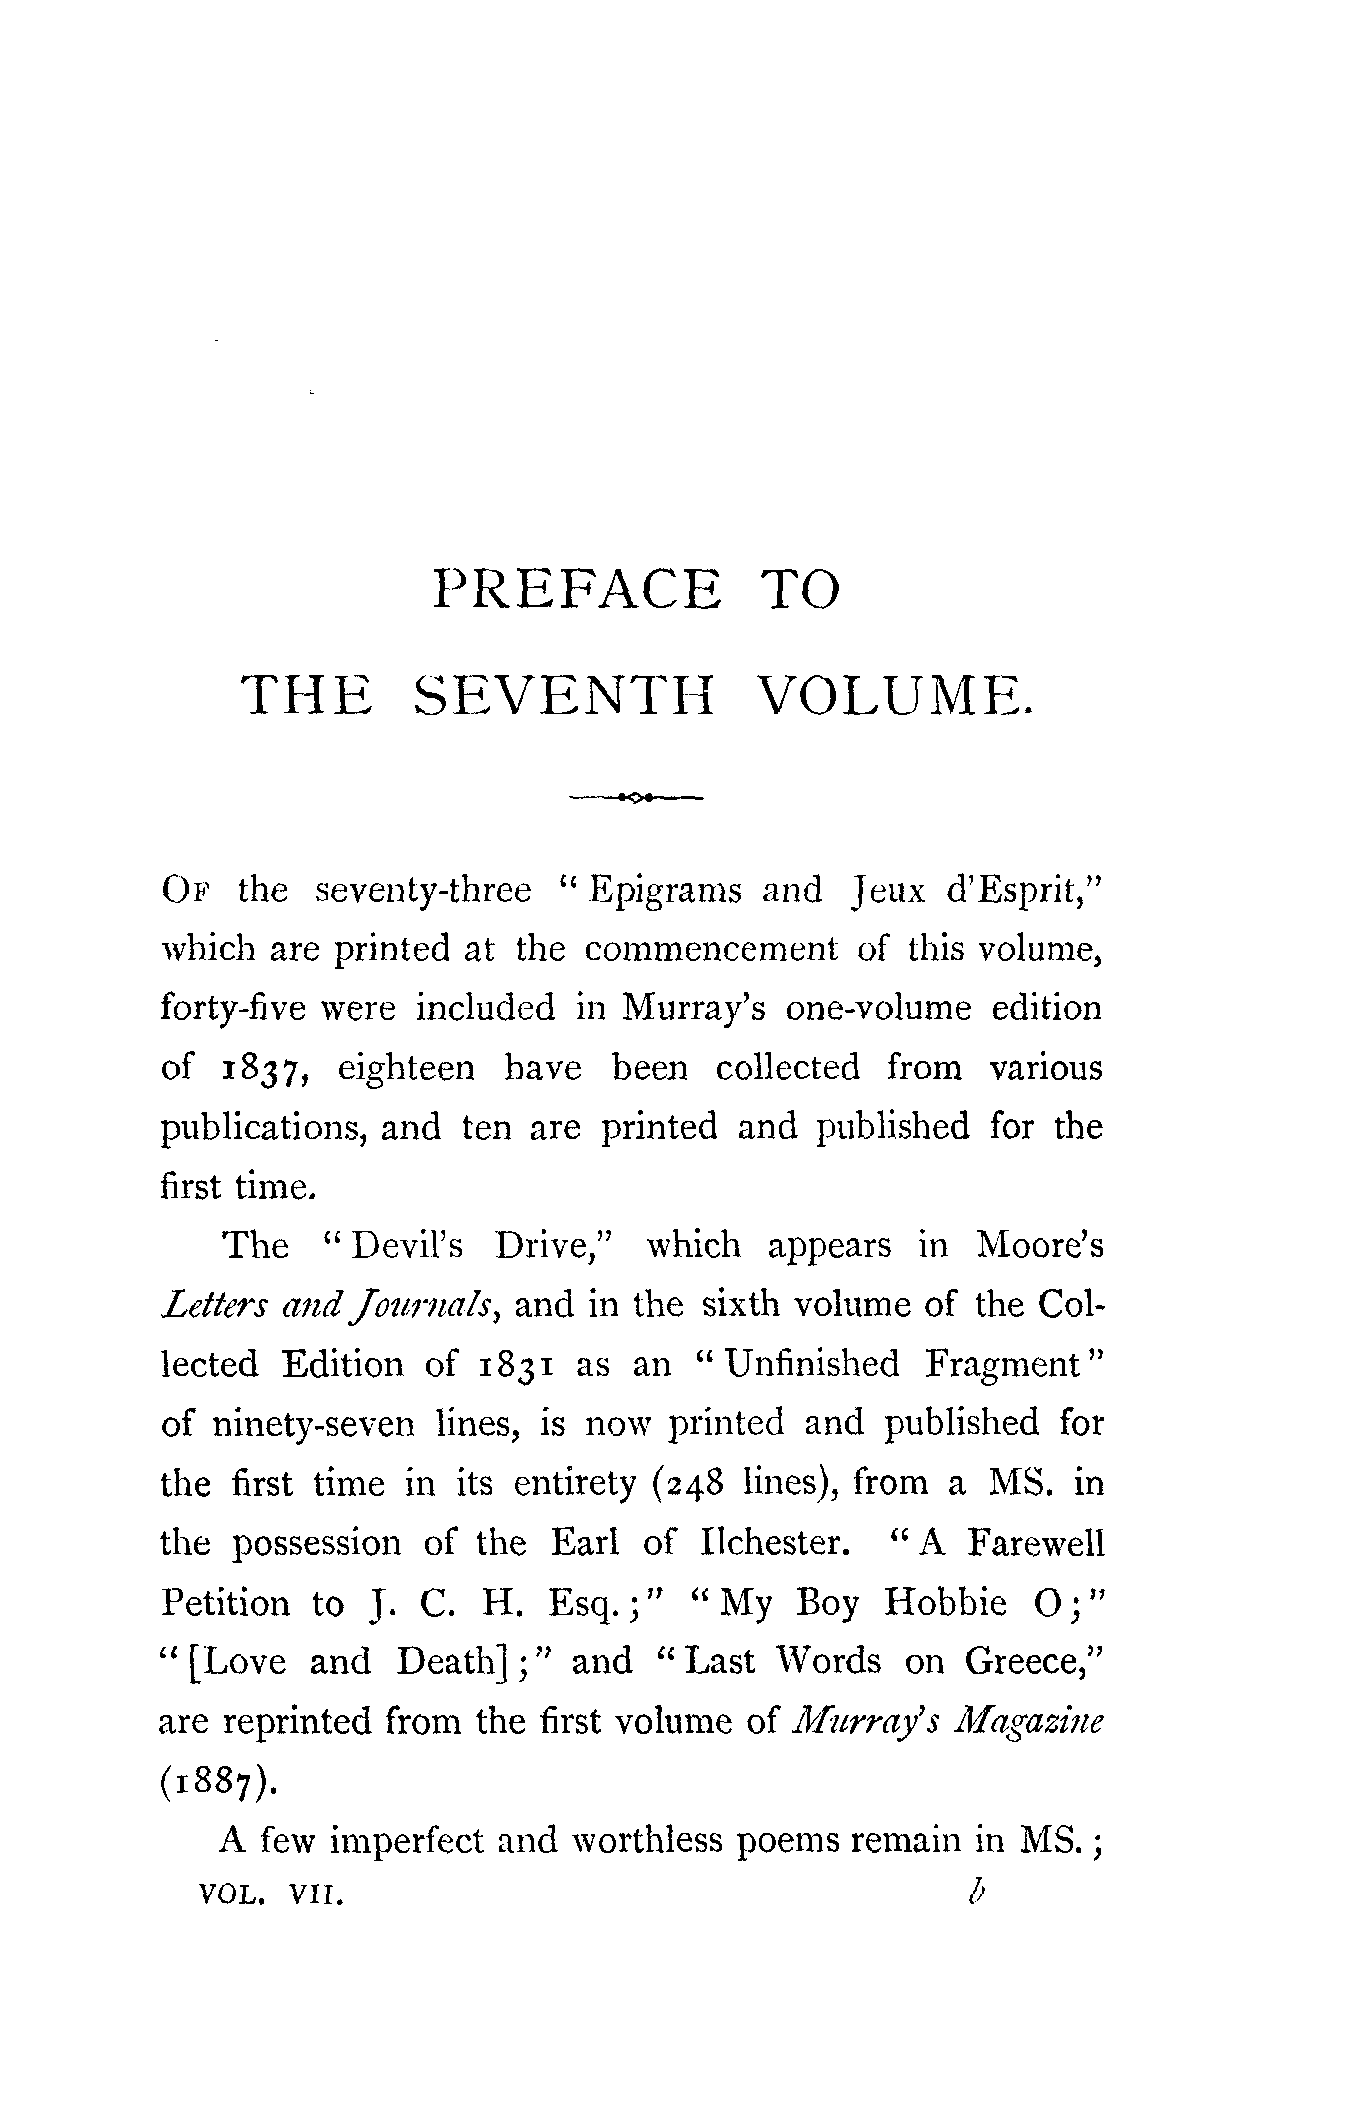 PREFACE TO
THE SEVENTH VOLUME.
OF the seventy-three “Epigrams and Jeux d'Esprit,”
which are printed at the commencement of this volume,
forty-five were included in Murray's one-volume edition
of 1837, eighteen have been collected from various
publications, and ten are printed and published for the
first time.
The “Devil's Drive,” which appears in Moore's
Letters and Journals, and in the sixth volume of the Col-
lected Edition of 1831 as an “Unfinished Fragment”
of ninety-seven lines, is now printed and published for
the first time in its entirety (248 lines), from a MS. in
the possession of the Earl of Ilchester. “A Farewell
Petition to J. C. H. Esq.;” “My Boy Hobbie O;”
“[Love and Death];” and “Last Words on Greece,”
are reprinted from the first volume of Murray's Magazine
(1887).
A few imperfect and worthless poems remain in MS.;
VOL. VII. b